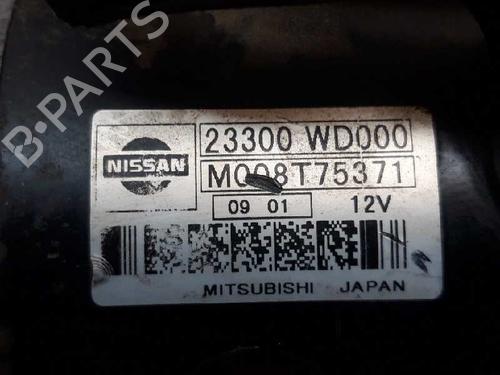 B-PARTS
NISSAN
23300 WD000
M008T75371
09 01 12V
MITSUBISHI JAPAN